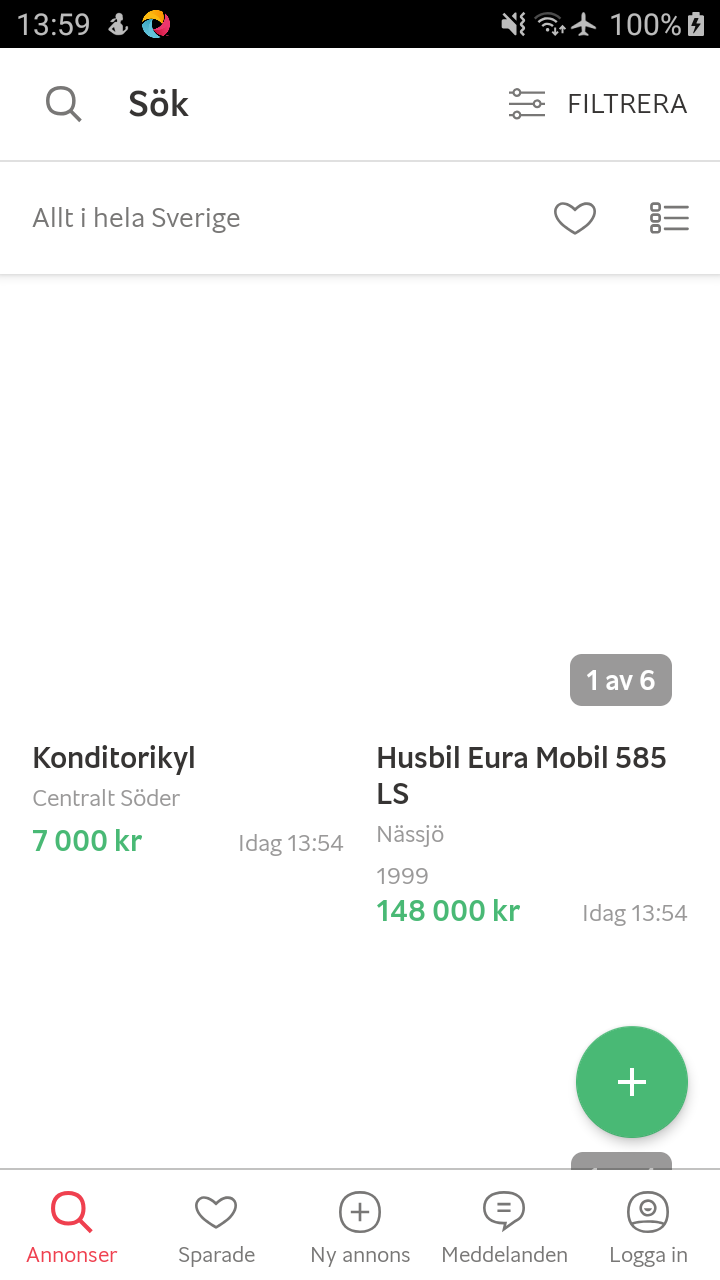 13:59
100%
Sök
FILTRERA
Allt i hela Sverige
1 av 6
Konditorikyl
Centralt Söder
7 000 kr
Idag 13:54
Husbil Eura Mobil 585
LS
Nässjö
1999
148 000 kr
Idag 13:54
Annonser
Sparade
Ny annons
Meddelanden
Logga in